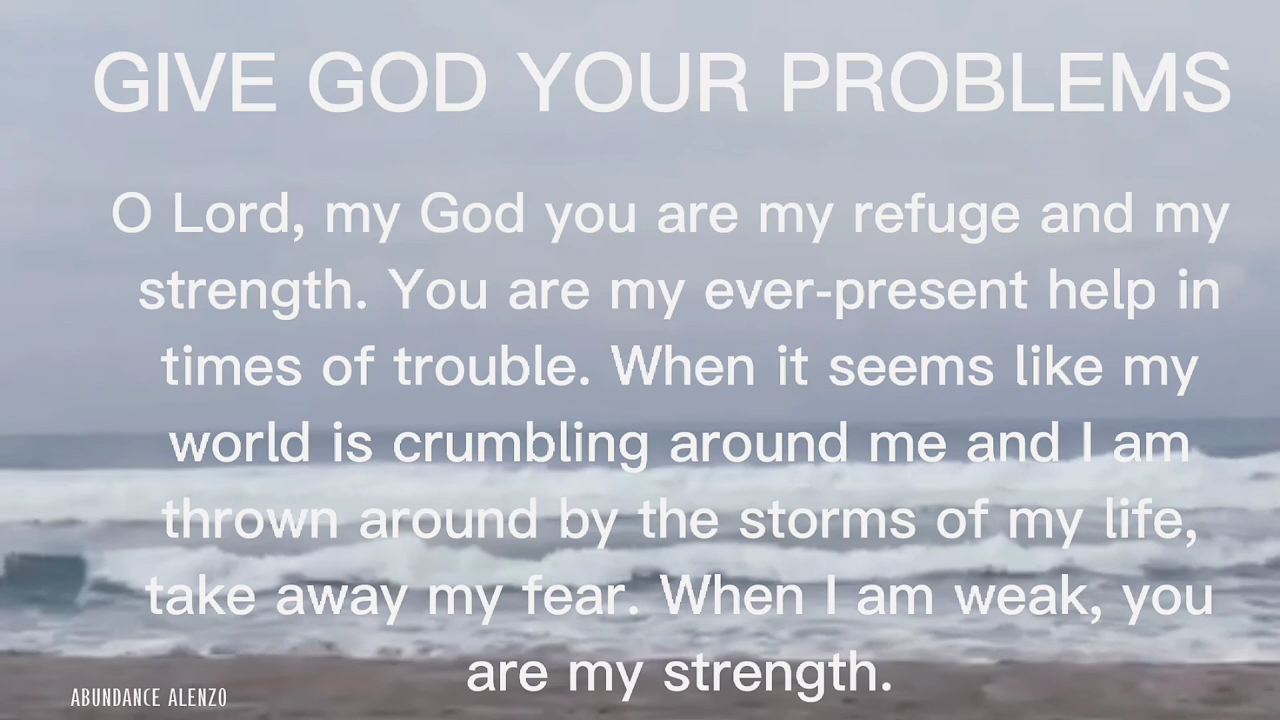 GIVE GOD YOUR PROBLEMS
O Lord, my God you are my refuge and my
strength. You are my ever-present help in
times of trouble. When it seems like my
world is crumbling around me and I am
thrown around by the storms of my life,
take away my fear. When I am weak, you
are my strength.
ABUNDANCE ALENZO